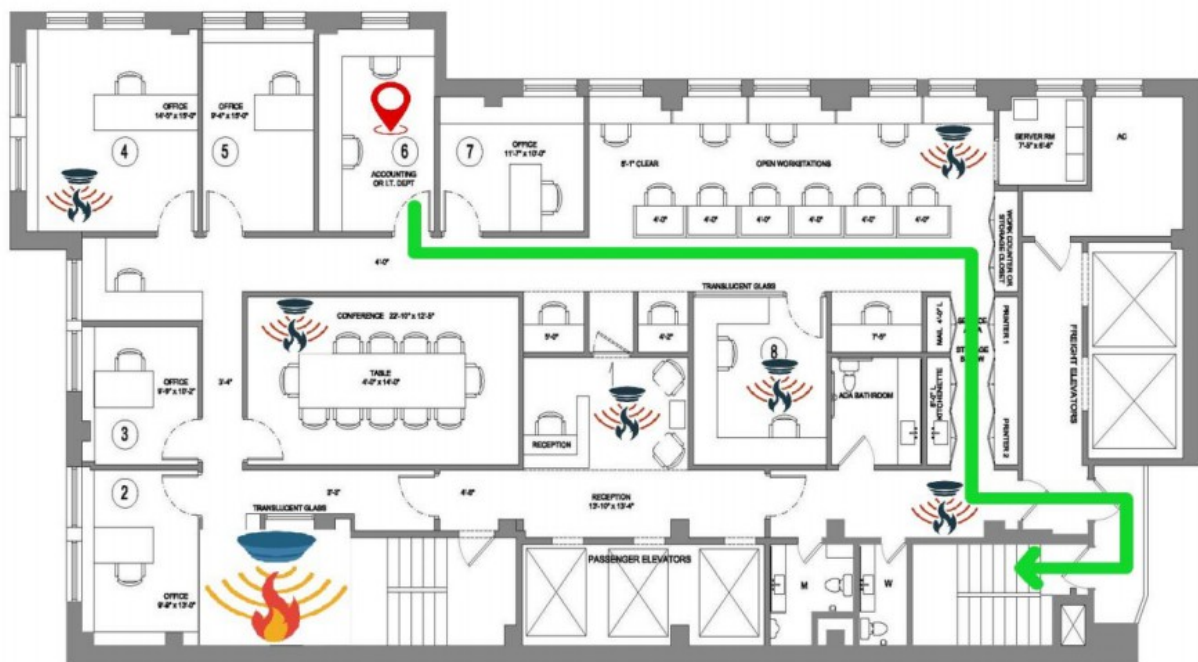 OFFICE
14'-5" x 15'-0"
4
OFFICE
9'-4" x 15'-0"
5
6
ACCOUNTING
OR I.T. DEPT
7
OFFICE
11'-7" x 10'-0"
5'-1" CLEAR
OPEN WORKSTATIONS
SERVER RM
7'-5" x 6'-6"
AC
4'-0"
4'-0"
4'-0"
4'-0"
4'-0"
4'-0"
WORK COUNTER OR
STORAGE CLOSET
4'-0"
TRANSLUCENT GLASS
CONFERENCE 22'-10" x 12'-5"
TABLE
4'-0" x 14'-0"
5'-0"
4'-2"
8
7'-5"
MAIL 4'-0" L
PRINTER 1
FREIGHT ELEVATORS
OFFICE
9'-9" x 10'-2"
3
3'-4"
ADA BATHROOM
KITCHENETTE
PRINTER 2
RECEPTION
2
3'-2"
4'-8"
RECEPTION
13'-10" x 13'-4"
TRANSLUCENT GLASS
PASSENGER ELEVATORS
M
W
OFFICE
9'-9" x 13'-0"